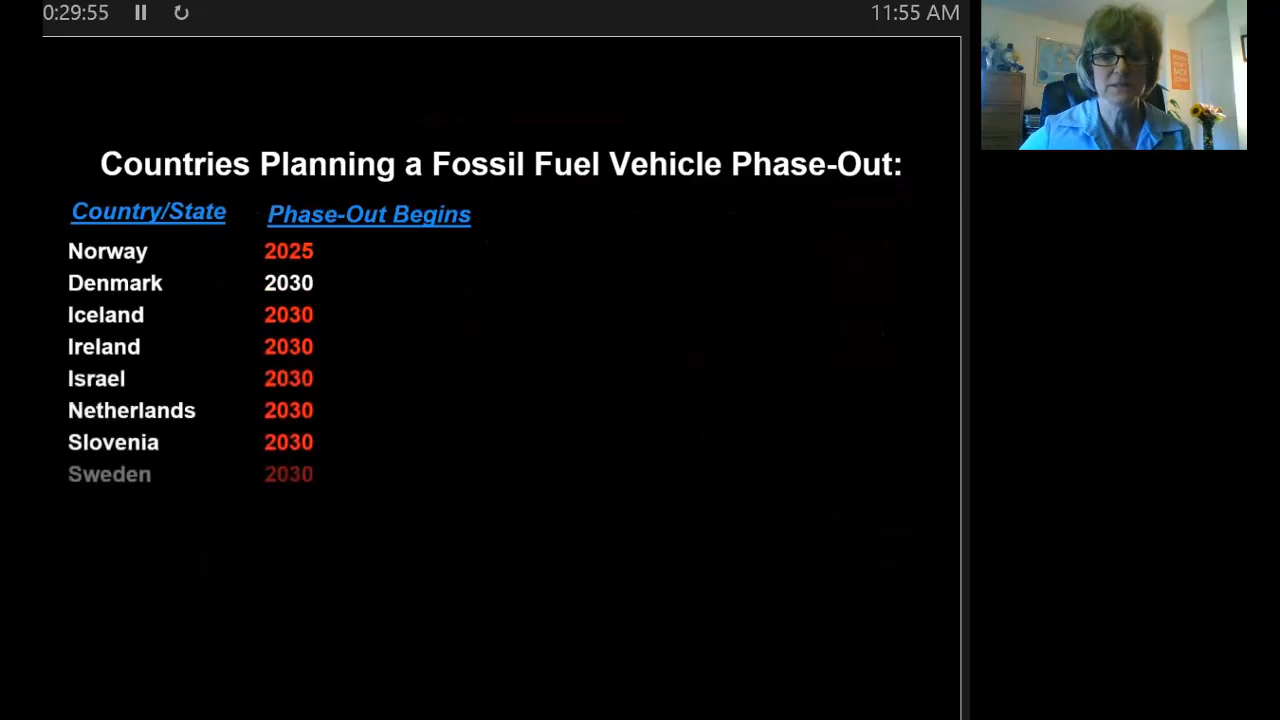 0:29:55 11:55 AM
Countries Planning a Fossil Fuel Vehicle Phase-Out:
Country/State Phase-Out Begins
Norway 2025
Denmark 2030
Iceland 2030
Ireland 2030
Israel 2030
Netherlands 2030
Slovenia 2030
Sweden 2030